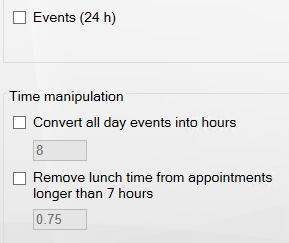 Events (24 h)
Time manipulation
Convert all day events into hours
8
Remove lunch time from appointments
longer than 7 hours
0.75